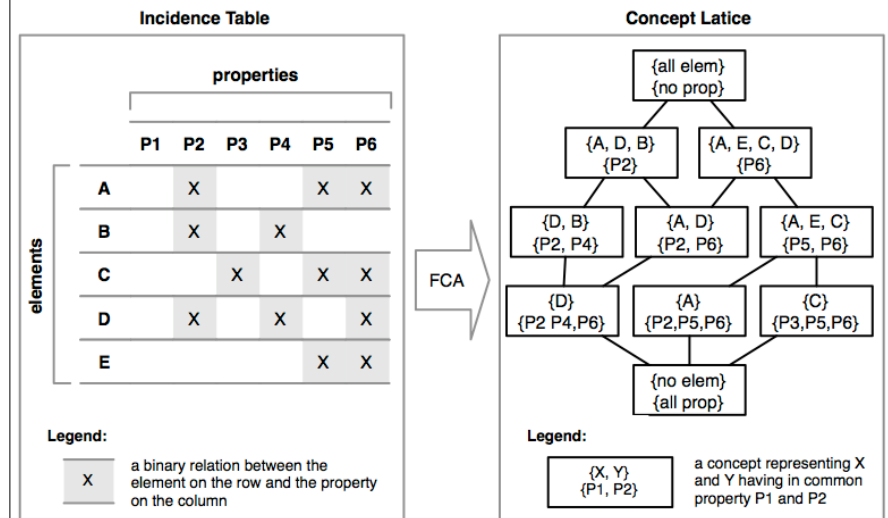 Incidence Table
properties
P1 P2 P3 P4 P5 P6
elements
A X X X
B X X
C X X X
D X X X
E X X
Legend:
X
a binary relation between the
element on the row and the property
on the column
FCA
Concept Latice
{all elem}
{no prop}
{A, D, B}
{P2}
{A, E, C, D}
{P6}
{D, B}
{P2, P4}
{A, D}
{P2, P6}
{A, E, C}
{P5, P6}
{D}
{P2 P4,P6}
{A}
{P2,P5,P6}
{C}
{P3,P5,P6}
{no elem}
{all prop}
Legend:
{X, Y}
{P1, P2}
a concept representing X
and Y having in common
property P1 and P2